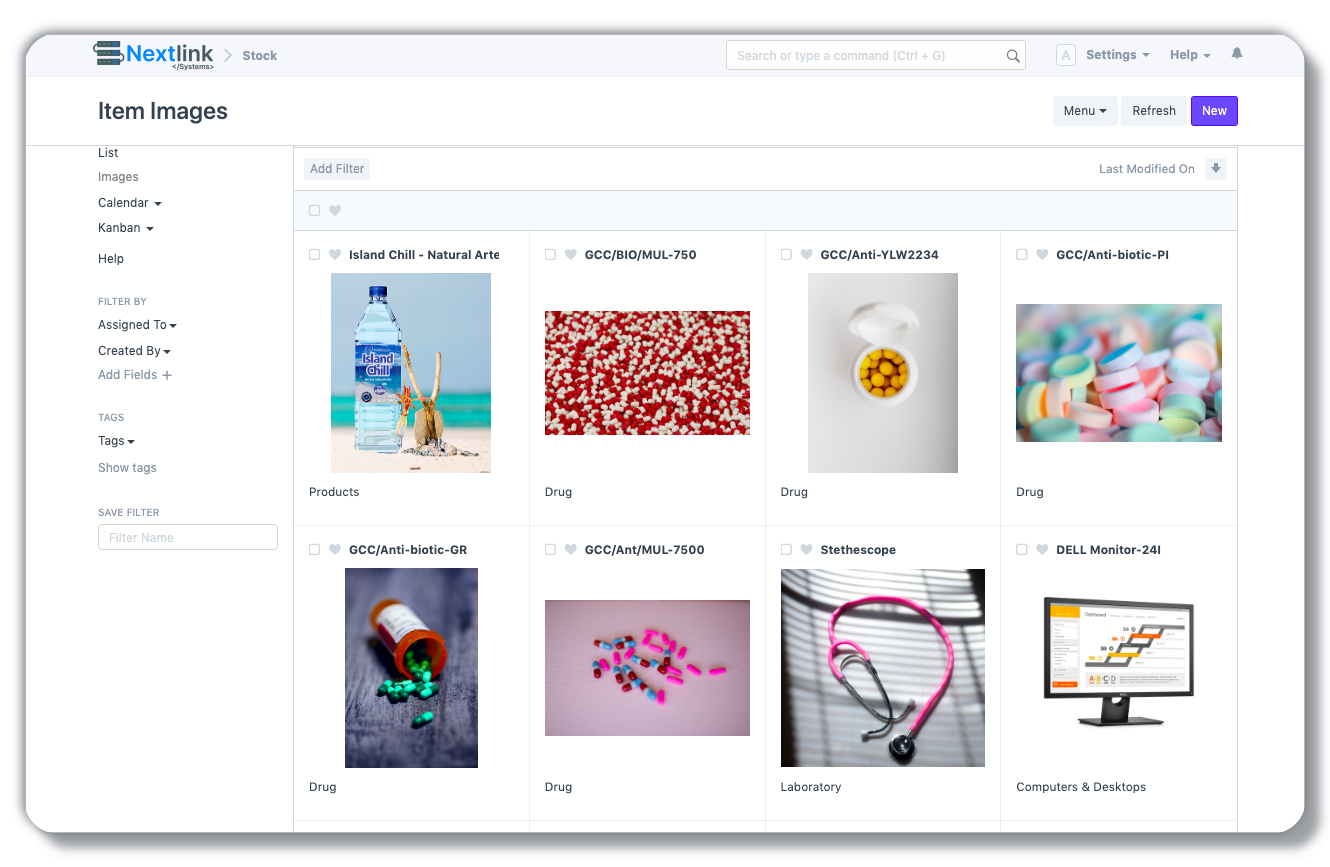 Nextlink
</Systems>
Stock
Search or type a command (Ctrl + G)
A
Settings
Help
Item Images
Menu
Refresh
New
List
Images
Calendar
Kanban
Help
FILTER BY
Assigned To
Created By
Add Fields +
TAGS
Tags
Show tags
SAVE FILTER
Filter Name
Add Filter
Last Modified On
Island Chill - Natural Arte
Island
Chill
Products
GCC/BIO/MUL-750
Drug
GCC/Anti-YLW2234
Drug
GCC/Anti-biotic-PI
Drug
GCC/Anti-biotic-GR
Drug
GCC/Ant/MUL-7500
Drug
Stethescope
Laboratory
DELL Monitor-24I
Dashboard
A B C D
Computers & Desktops